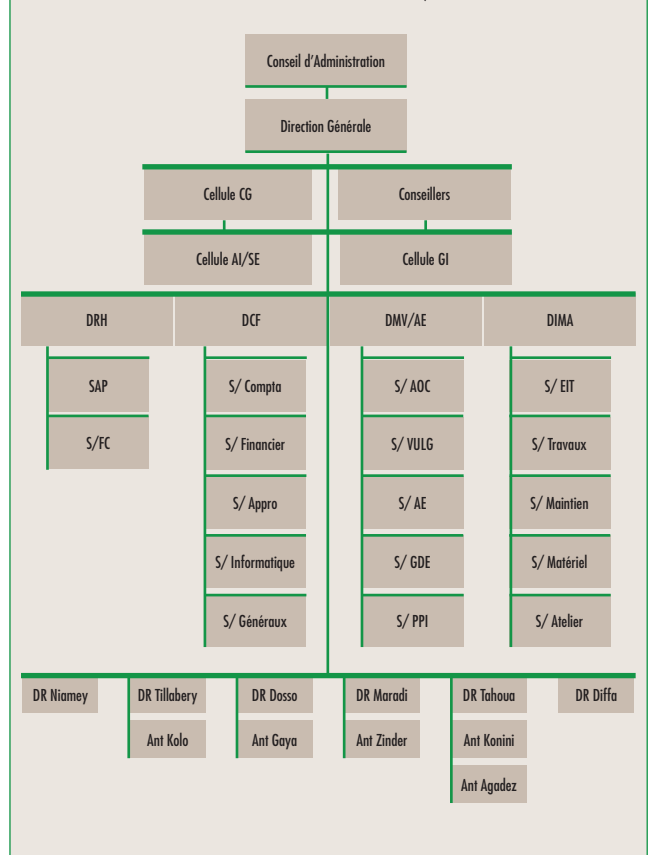 Conseil d'Administration
Direction Générale
Cellule CG
Conseillers
Cellule AI/SE
Cellule GI
DRH
DCF
DMV/AE
DIMA
SAP
S/ Compta
S/ AOC
S/ EIT
S/FC
S/ Financier
S/ VULG
S/ Travaux
S/ Appro
S/ AE
S/ Maintien
S/ Informatique
S/ GDE
S/ Matériel
S/ Généraux
S/ PPI
S/ Atelier
DR Niamey
DR Tillabery
DR Dosso
DR Maradi
DR Tahoua
DR Diffa
Ant Kolo
Ant Gaya
Ant Zinder
Ant Konini
Ant Agadez